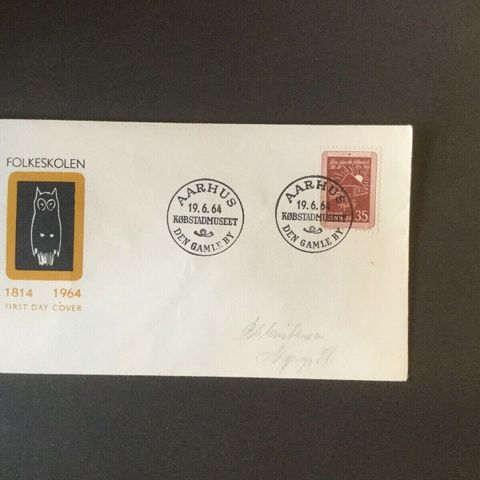 FOLKESKOLEN
1814 1964
FIRST DAY COVER
AARHUS
19.6.64
KØBSTADMUSEET
DEN GAMLE BY
AARHUS
19.6.64
KØBSTADMUSEET
DEN GAMLE BY
35